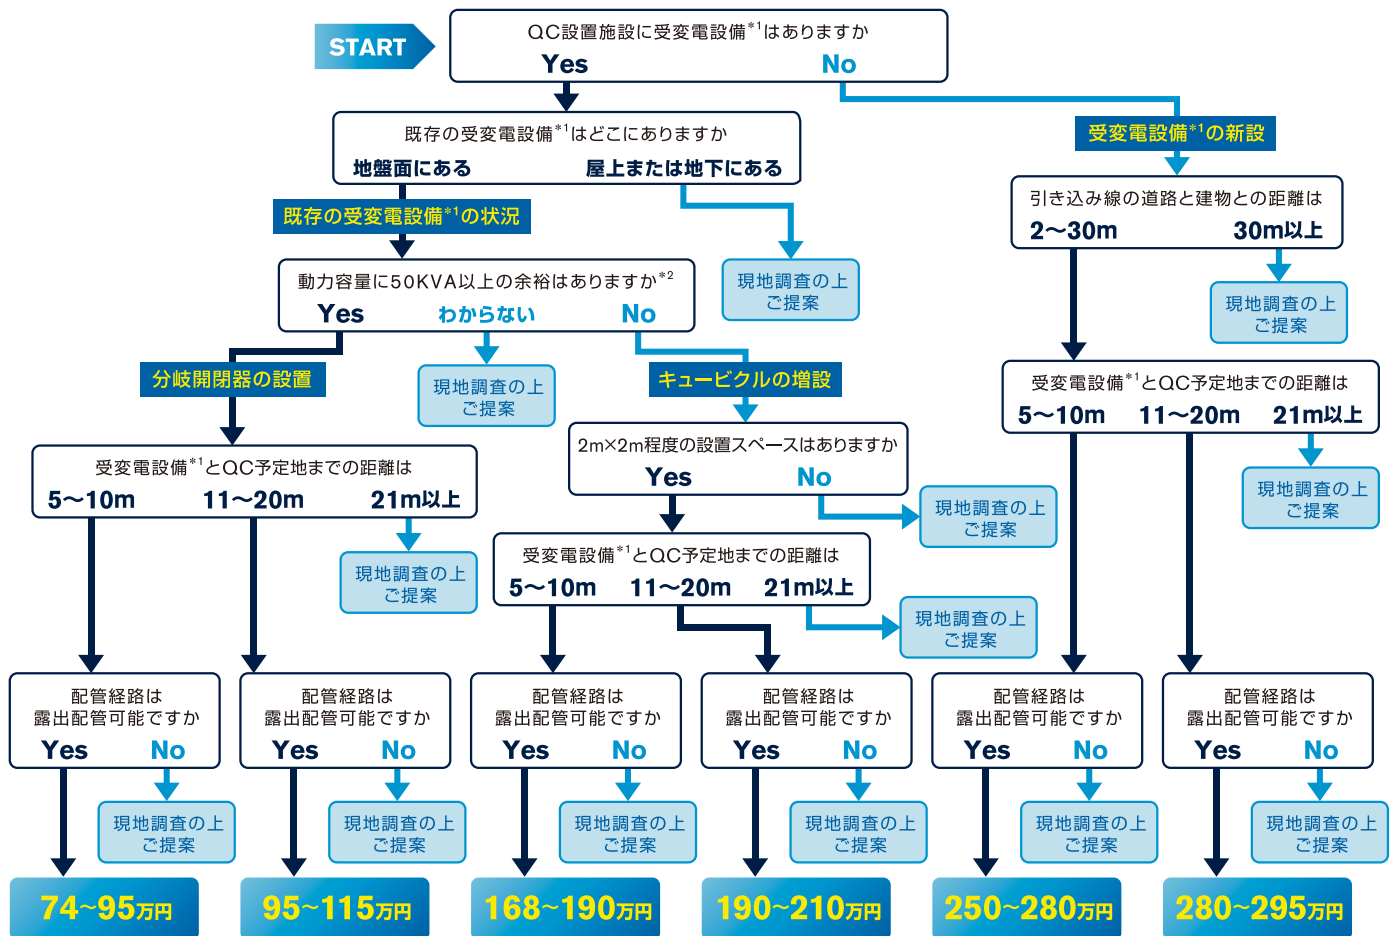 START
QC設置施設に受変電設備*1はありますか
Yes No
既存の受変電設備*1はどこにありますか
地盤面にある 屋上または地下にある
受変電設備*1の新設
引き込み線の道路と建物との距離は
2〜30m 30m以上
既存の受変電設備*1の状況
現地調査の上
ご提案
現地調査の上
ご提案
動力容量に50KVA以上の余裕はありますか*2
Yes わからない No
分岐開閉器の設置
現地調査の上
ご提案
キュービクルの増設
受変電設備*1とQC予定地までの距離は
5〜10m 11〜20m 21m以上
2m×2m程度の設置スペースはありますか
Yes No
受変電設備*1とQC予定地までの距離は
5〜10m 11〜20m 21m以上
現地調査の上
ご提案
現地調査の上
ご提案
現地調査の上
ご提案
受変電設備*1とQC予定地までの距離は
5〜10m 11〜20m 21m以上
現地調査の上
ご提案
配管経路は
露出配管可能ですか
Yes No
現地調査の上
ご提案
74〜95万円
配管経路は
露出配管可能ですか
Yes No
現地調査の上
ご提案
95〜115万円
配管経路は
露出配管可能ですか
Yes No
現地調査の上
ご提案
168〜190万円
配管経路は
露出配管可能ですか
Yes No
現地調査の上
ご提案
190〜210万円
配管経路は
露出配管可能ですか
Yes No
現地調査の上
ご提案
250〜280万円
配管経路は
露出配管可能ですか
Yes No
現地調査の上
ご提案
280〜295万円